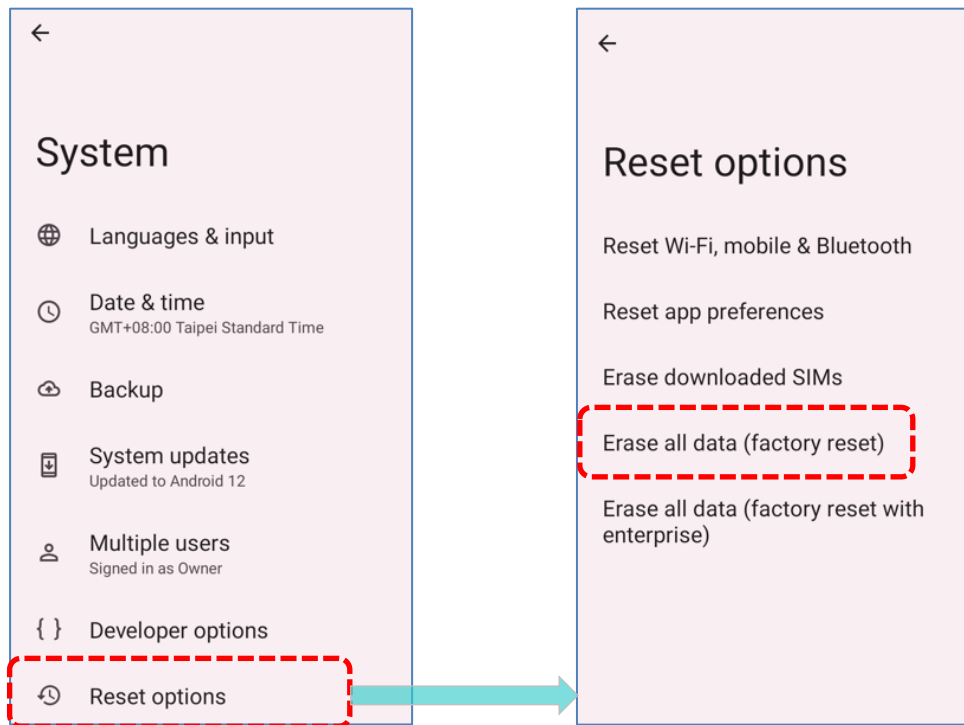 System
Languages & input
Date & time
GMT+08:00 Taipei Standard Time
Backup
System updates
Updated to Android 12
Multiple users
Signed in as Owner
{ } Developer options
Reset options
Reset options
Reset Wi-Fi, mobile & Bluetooth
Reset app preferences
Erase downloaded SIMs
Erase all data (factory reset)
Erase all data (factory reset with
enterprise)